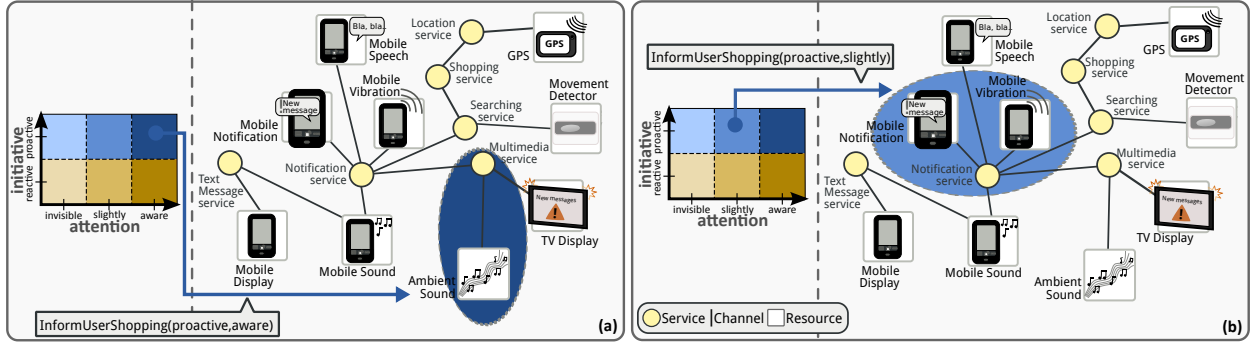 Bla, bla..
Mobile
Speech
Location
service
GPS
GPS
Shopping
service
Mobile
Vibration
Movement
Detector
New
message
Searching
service
Mobile
Notification
Multimedia
service
Notification
service
initiative
proactive
reactive
invisible
slightly
aware
attention
Text
Message
service
New messages
TV Display
Mobile
Display
Mobile Sound
Ambient
Sound
InformUserShopping(proactive,aware)
(a)
InformUserShopping(proactive,slightly)
Bla, bla..
Mobile
Speech
Location
service
GPS
GPS
Shopping
service
Mobile
Vibration
Movement
Detector
New
message
Searching
service
Mobile
Notification
Multimedia
service
Notification
service
initiative
proactive
reactive
invisible
slightly
aware
attention
Text
Message
service
New messages
TV Display
Mobile
Display
Mobile Sound
Ambient
Sound
Service
Channel
Resource
(b)